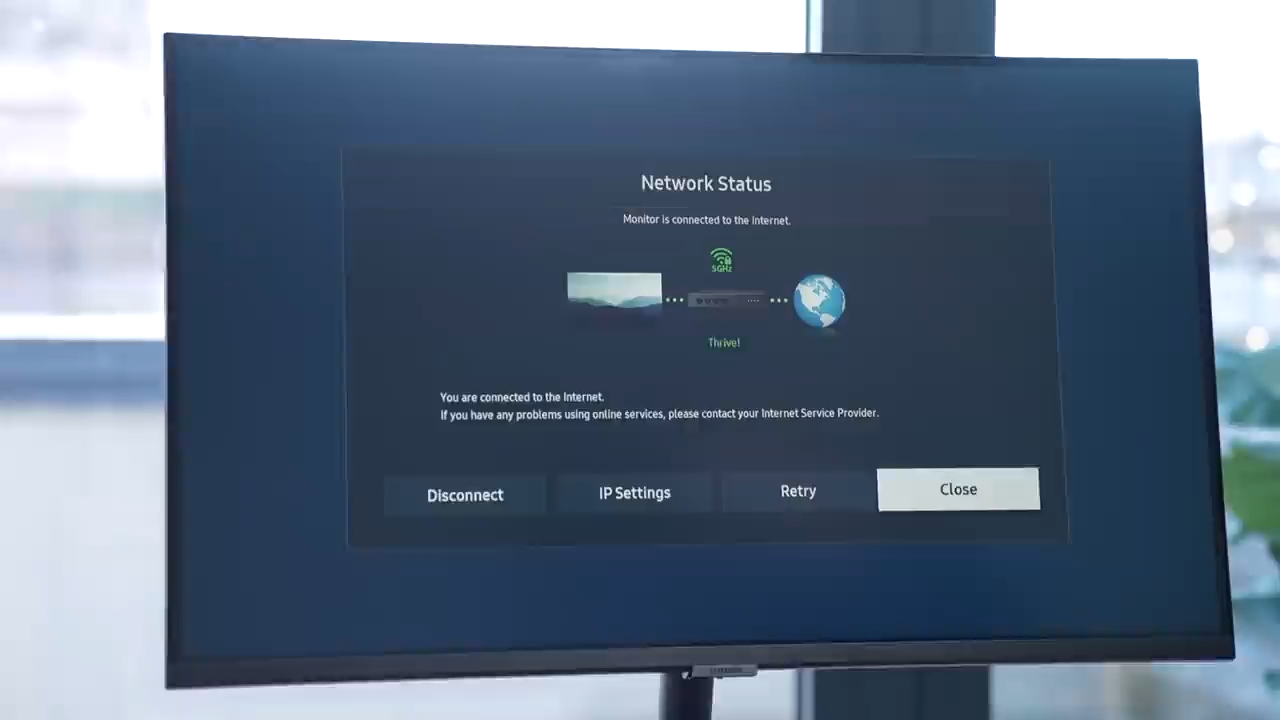 Network Status
Monitor is connected to the Internet.
5GHz
Thrive!
You are connected to the Internet.
If you have any problems using online services, please contact your Internet Service Provider.
Disconnect
IP Settings
Retry
Close